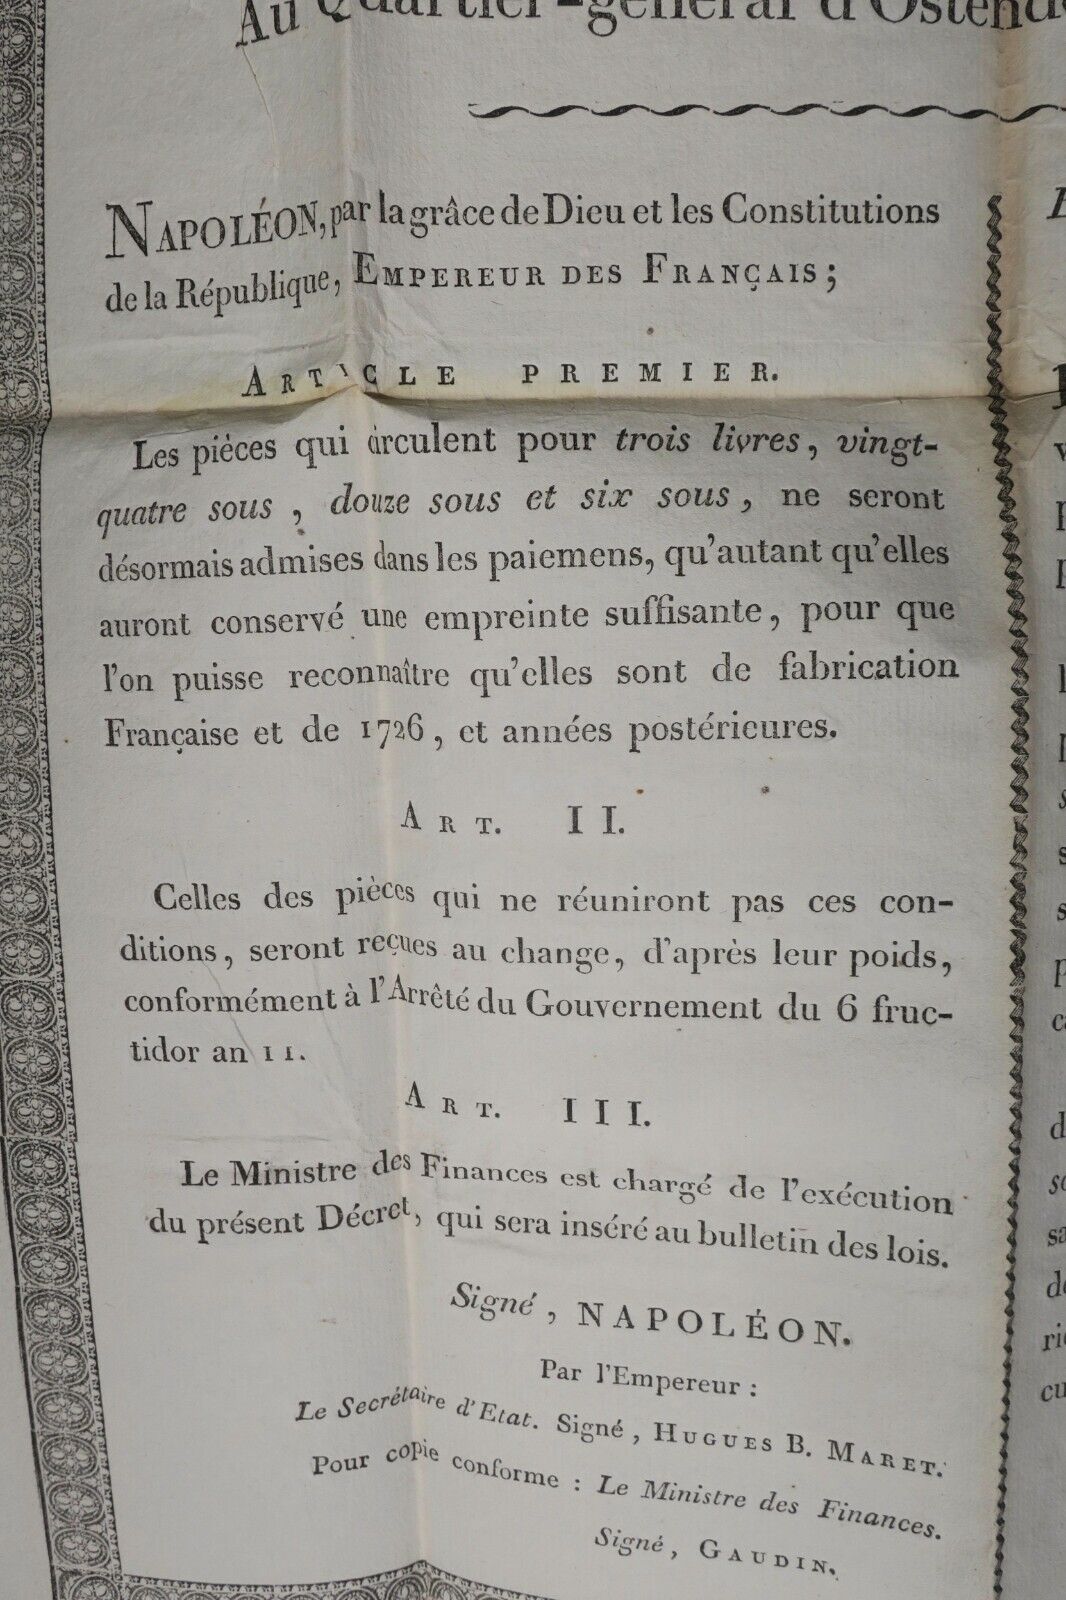 Au Quartier-général d'Ostende
NAPOLÉON, par la grâce de Dieu et les Constitutions
de la République, EMPEREUR DES FRANÇAIS ;
ARTICLE PREMIER.
Les pièces qui circulent pour trois livres, vingt-
quatre sous, douze sous et six sous, ne seront
désormais admises dans les paiemens, qu'autant qu'elles
auront conservé une empreinte suffisante, pour que
l'on puisse reconnaître qu'elles sont de fabrication
Française et de 1726, et années postérieures.
ART. II.
Celles des pièces qui ne réuniront pas ces con-
ditions, seront reçues au change, d'après leur poids,
conformément à l'Arrêté du Gouvernement du 6 fruc-
tidor an 11.
ART. III.
Le Ministre des Finances est chargé de l'exécution
du présent Décret, qui sera inséré au bulletin des lois.
Signé, NAPOLÉON.
Par l'Empereur :
Le Secrétaire d'Etat. Signé, HUGUES B. MARET.
Pour copie conforme : Le Ministre des Finances.
Signé, GAUDIN.